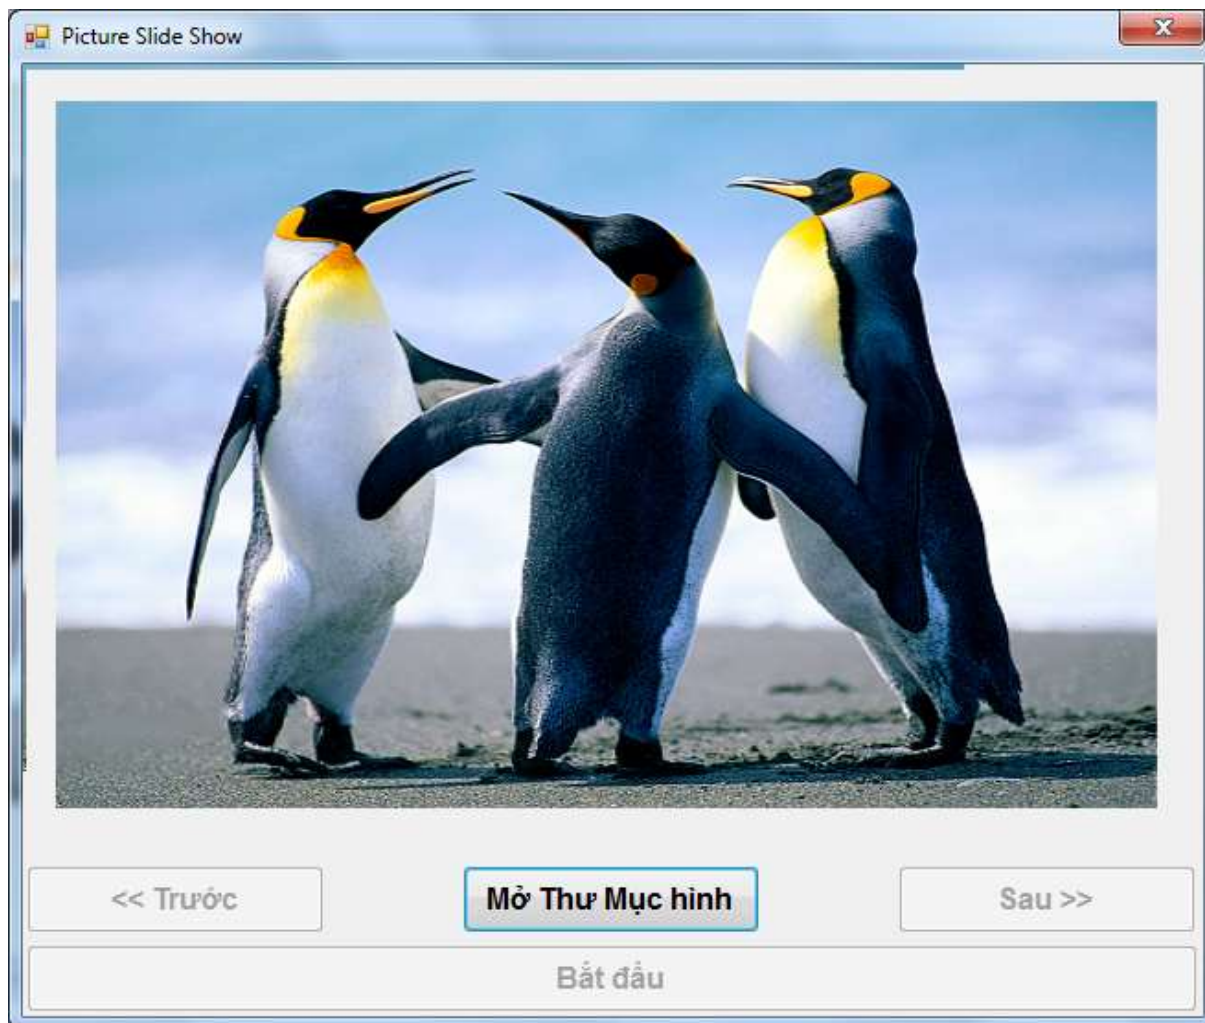 Picture Slide Show
<< Trước
Mở Thư Mục hình
Sau >>
Bắt đầu